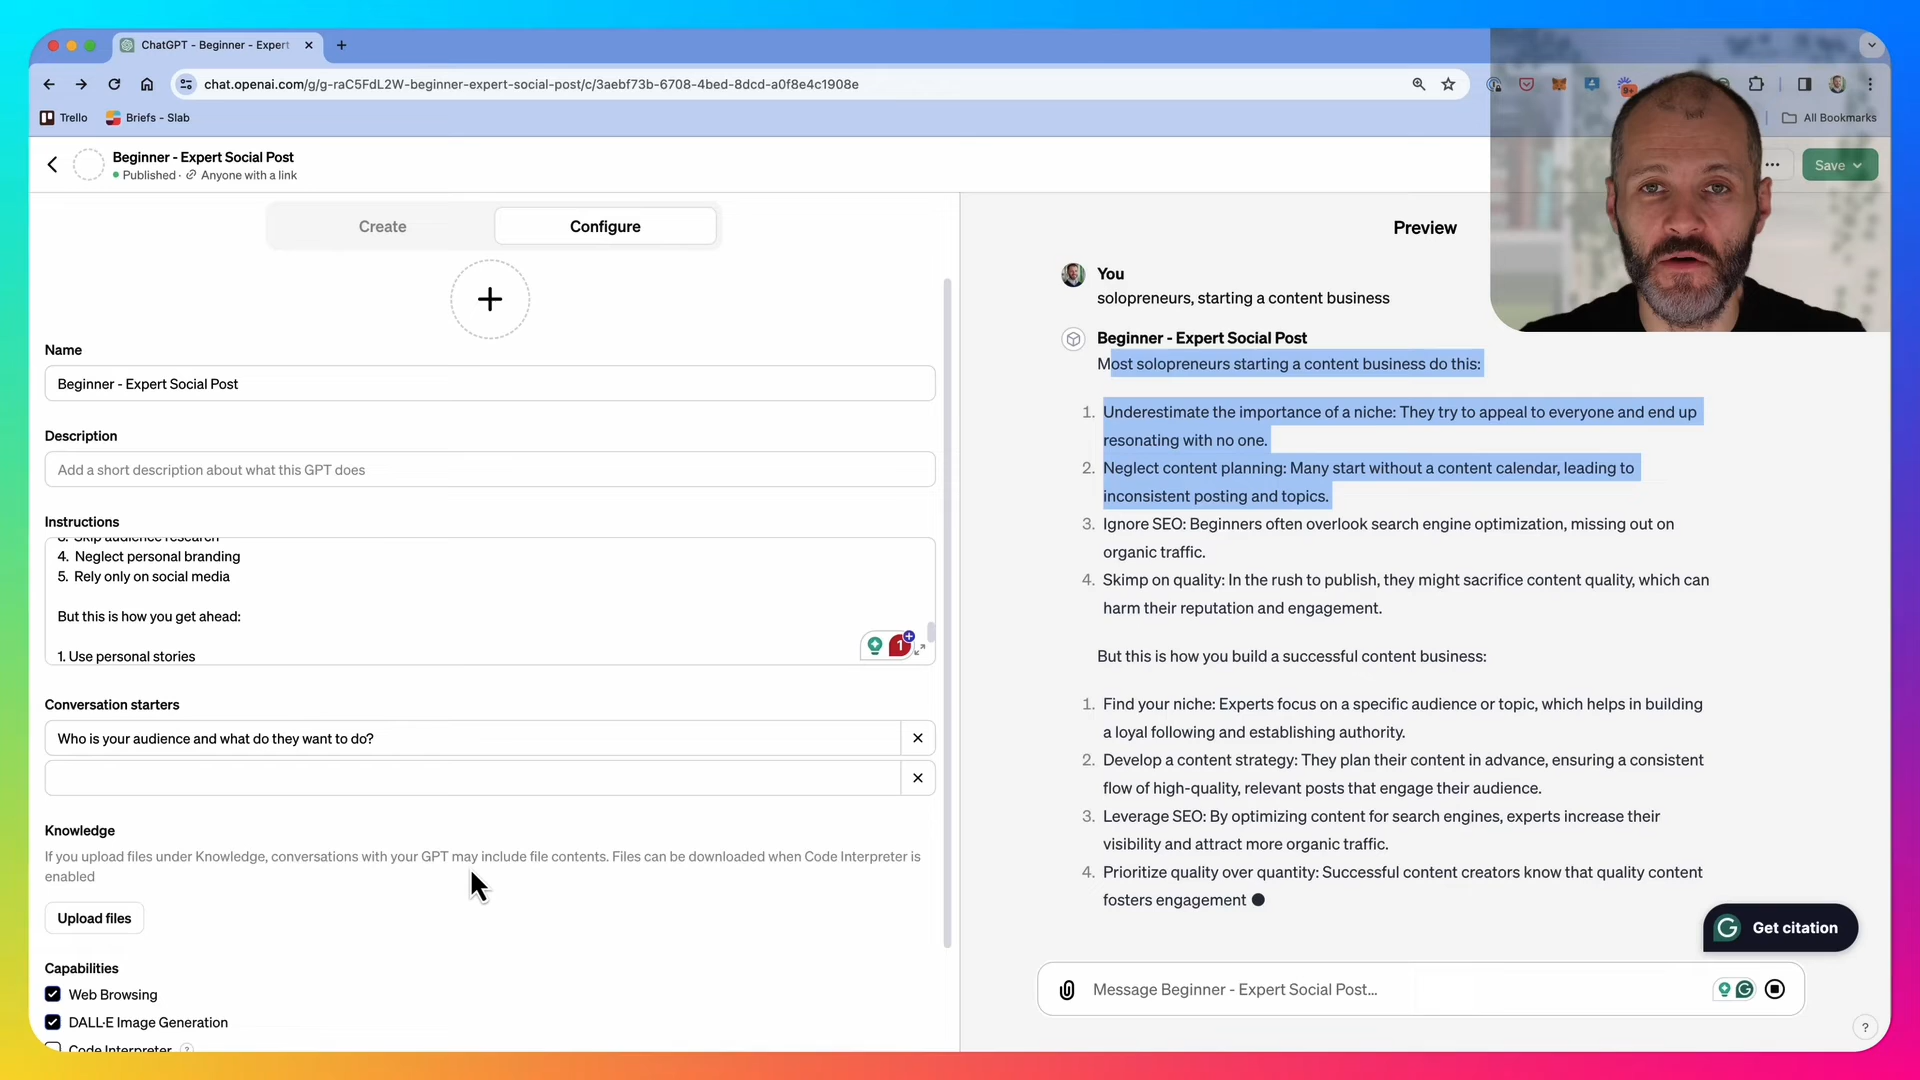 ChatGPT - Beginner - Expert
chat.openai.com/g/g-raC5FdL2W-beginner-expert-social-post/c/3aebf73b-6708-4bed-8dcd-a0f8e4c1908e
Trello
Briefs - Slab
All Bookmarks
Beginner - Expert Social Post
Published · Anyone with a link
Save
Create
Configure
Name
Beginner - Expert Social Post
Description
Add a short description about what this GPT does
Instructions
3. Skip audience research
4. Neglect personal branding
5. Rely only on social media
But this is how you get ahead:
1. Use personal stories
1
Conversation starters
Who is your audience and what do they want to do?
Knowledge
If you upload files under Knowledge, conversations with your GPT may include file contents. Files can be downloaded when Code Interpreter is
enabled
Upload files
Capabilities
Web Browsing
DALL·E Image Generation
Code Interpreter ?
Preview
You
solopreneurs, starting a content business
Beginner - Expert Social Post
Most solopreneurs starting a content business do this:
1. Underestimate the importance of a niche: They try to appeal to everyone and end up
resonating with no one.
2. Neglect content planning: Many start without a content calendar, leading to
inconsistent posting and topics.
3. Ignore SEO: Beginners often overlook search engine optimization, missing out on
organic traffic.
4. Skimp on quality: In the rush to publish, they might sacrifice content quality, which can
harm their reputation and engagement.
But this is how you build a successful content business:
1. Find your niche: Experts focus on a specific audience or topic, which helps in building
a loyal following and establishing authority.
2. Develop a content strategy: They plan their content in advance, ensuring a consistent
flow of high-quality, relevant posts that engage their audience.
3. Leverage SEO: By optimizing content for search engines, experts increase their
visibility and attract more organic traffic.
4. Prioritize quality over quantity: Successful content creators know that quality content
fosters engagement
Get citation
Message Beginner - Expert Social Post...
?